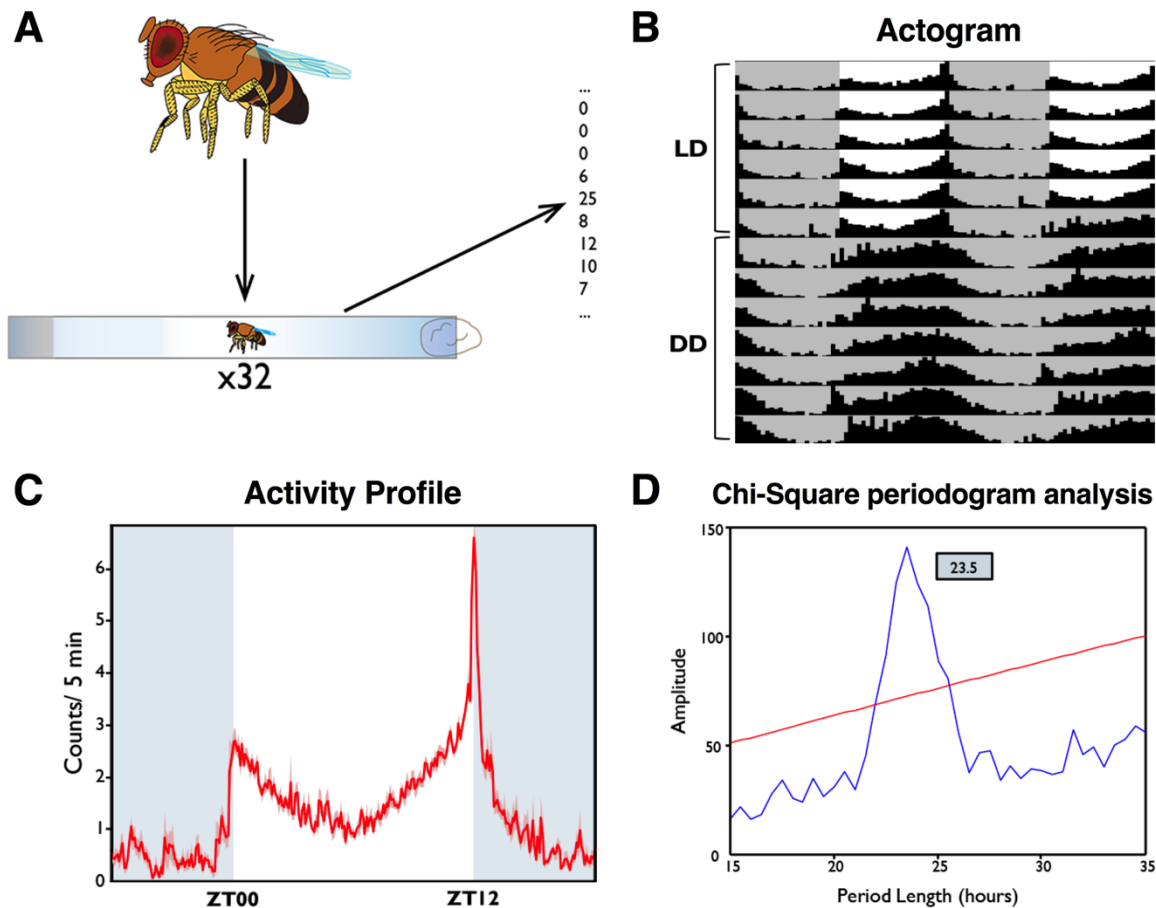 A
...
0
0
0
6
25
8
12
10
7
...
x32
B
Actogram
LD
DD
C
Activity Profile
Counts/ 5 min
6
5
4
3
2
1
0
ZT00
ZT12
D
Chi-Square periodogram analysis
Amplitude
150
100
50
0
23.5
15
20
25
30
35
Period Length (hours)